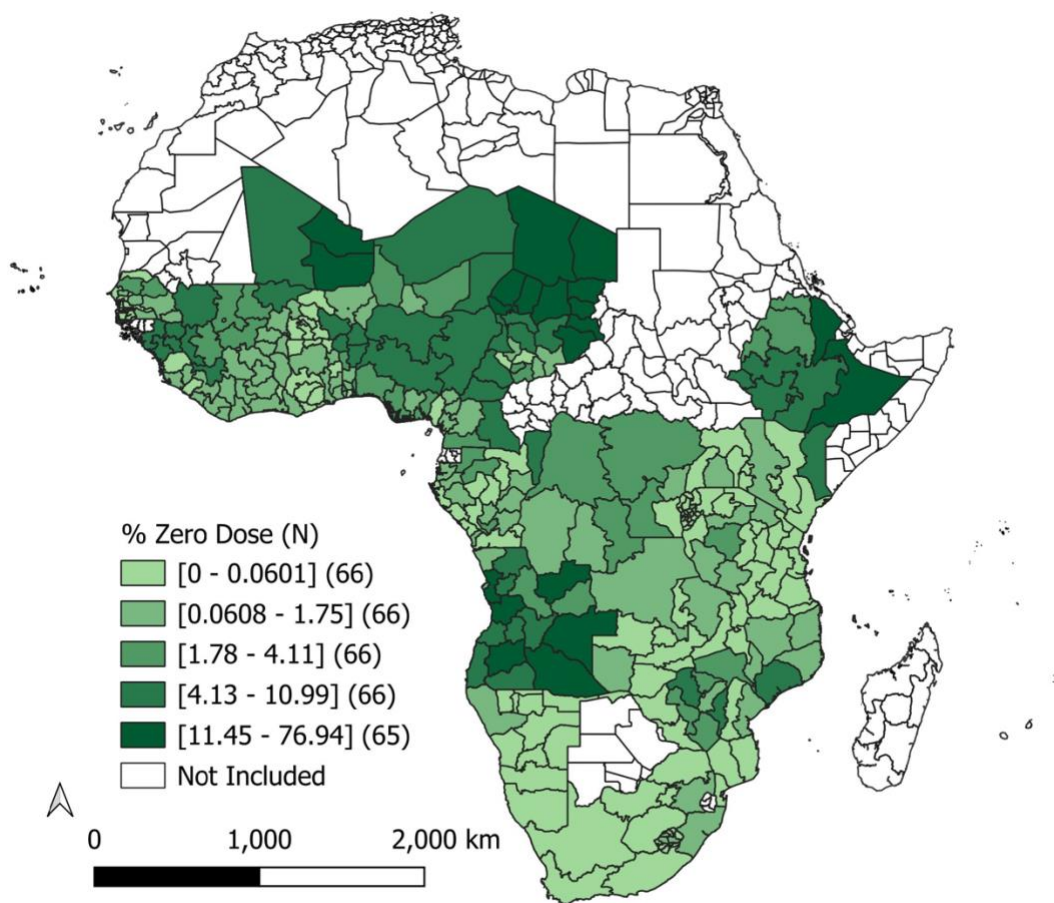 % Zero Dose (N)
[0 - 0.0601] (66)
[0.0608 - 1.75] (66)
[1.78 - 4.11] (66)
[4.13 - 10.99] (66)
[11.45 - 76.94] (65)
Not Included
0 1,000 2,000 km